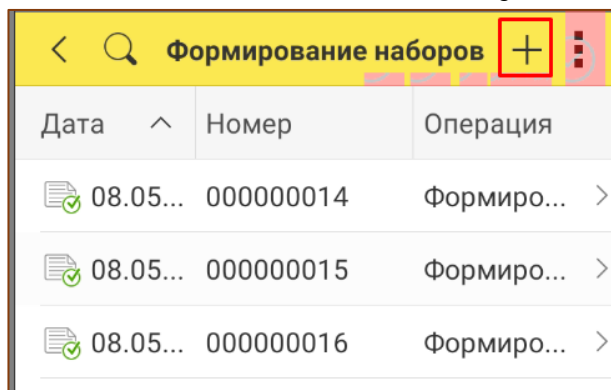 Формирование наборов
Дата Номер Операция
08.05... 000000014 Формиро...
08.05... 000000015 Формиро...
08.05... 000000016 Формиро...